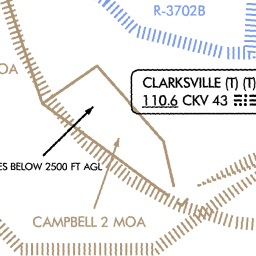 R-3702B
OA
CLARKSVILLE (T) (T)
110.6 CKV 43
ES BELOW 2500 FT AGL
CAMPBELL 2 MOA